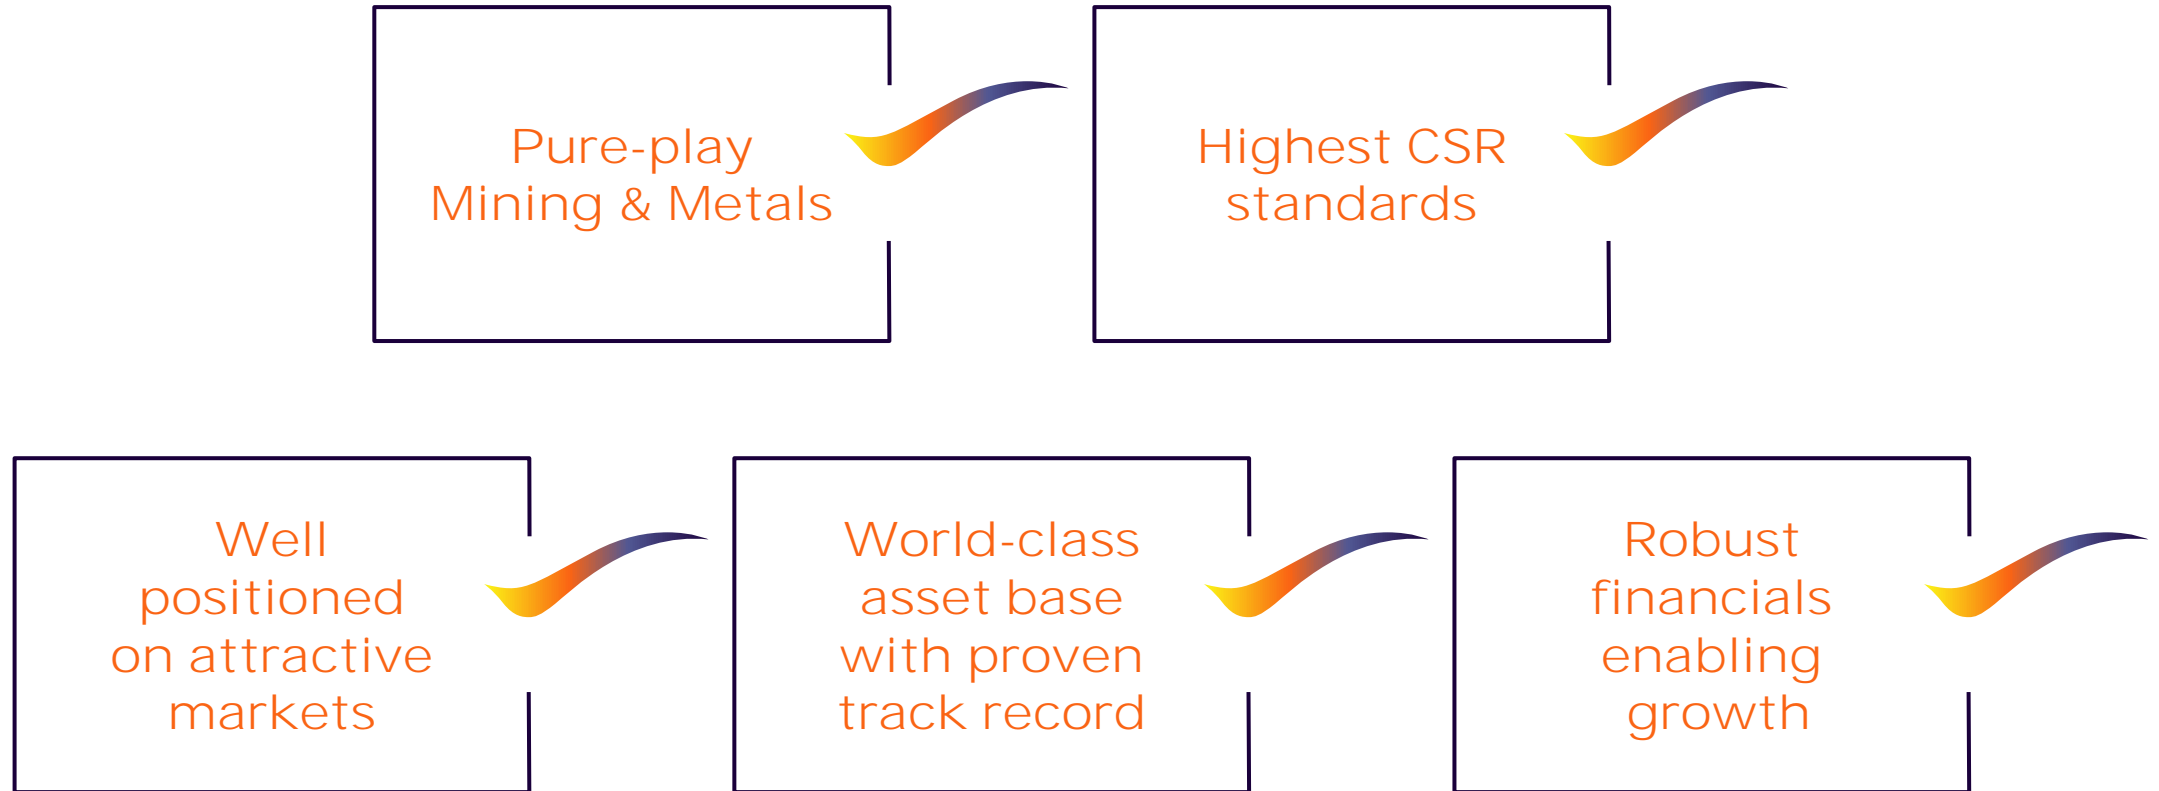 Pure-play
Mining & Metals
Highest CSR
standards
Well
positioned
on attractive
markets
World-class
asset base
with proven
track record
Robust
financials
enabling
growth